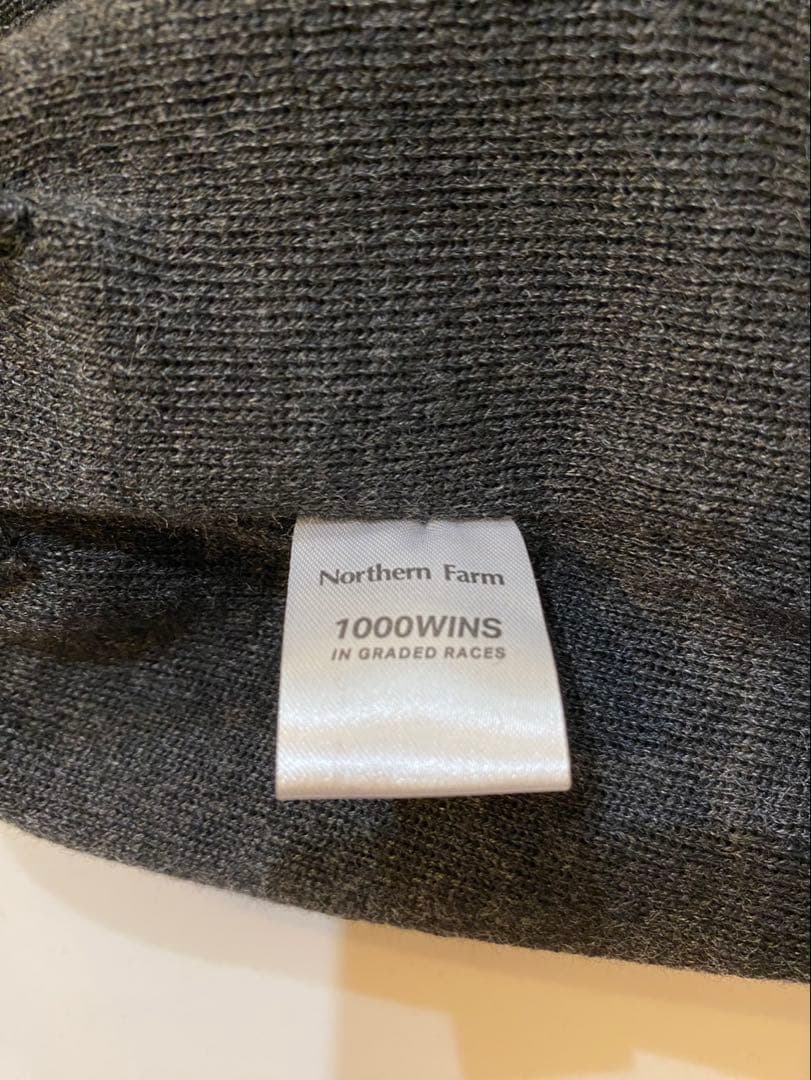 Northern Farm
1000WINS
IN GRADED RACES